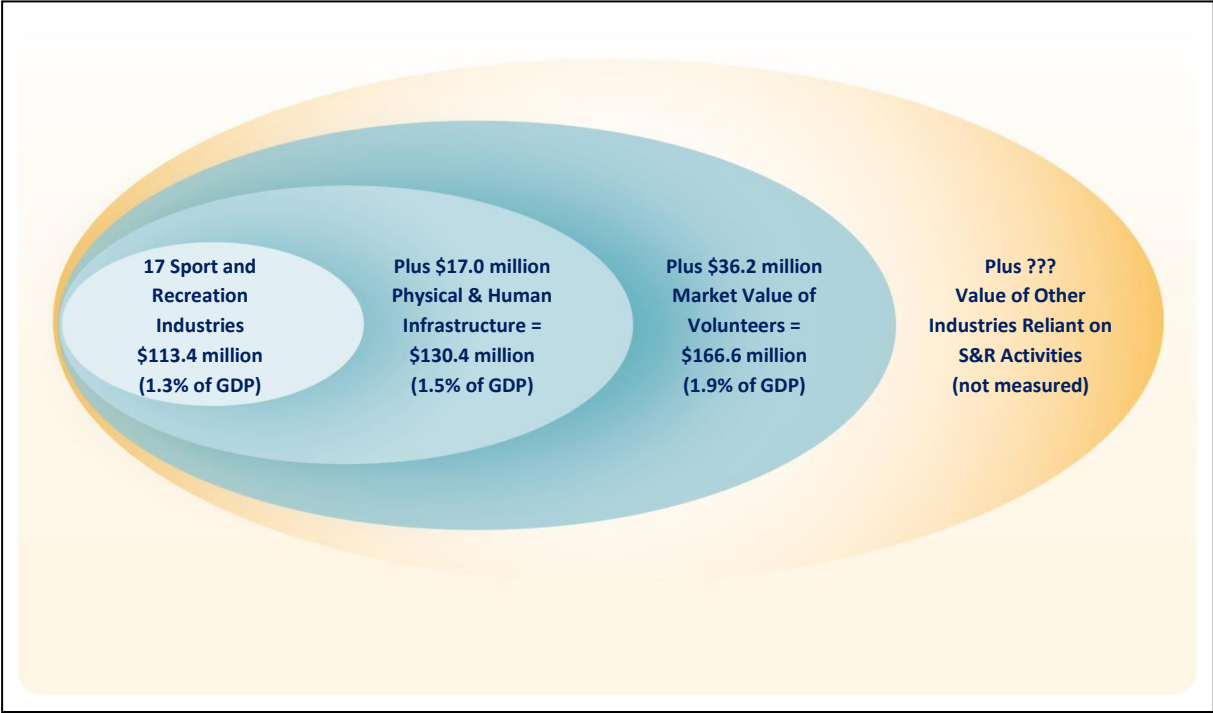 17 Sport and
Recreation
Industries
$113.4 million
(1.3% of GDP)
Plus $17.0 million
Physical & Human
Infrastructure =
$130.4 million
(1.5% of GDP)
Plus $36.2 million
Market Value of
Volunteers =
$166.6 million
(1.9% of GDP)
Plus ???
Value of Other
Industries Reliant on
S&R Activities
(not measured)